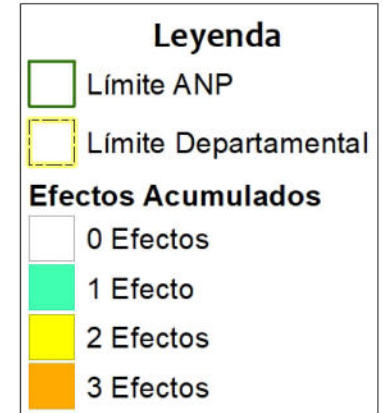 Leyenda
Límite ANP
Límite Departamental
Efectos Acumulados
0 Efectos
1 Efecto
2 Efectos
3 Efectos